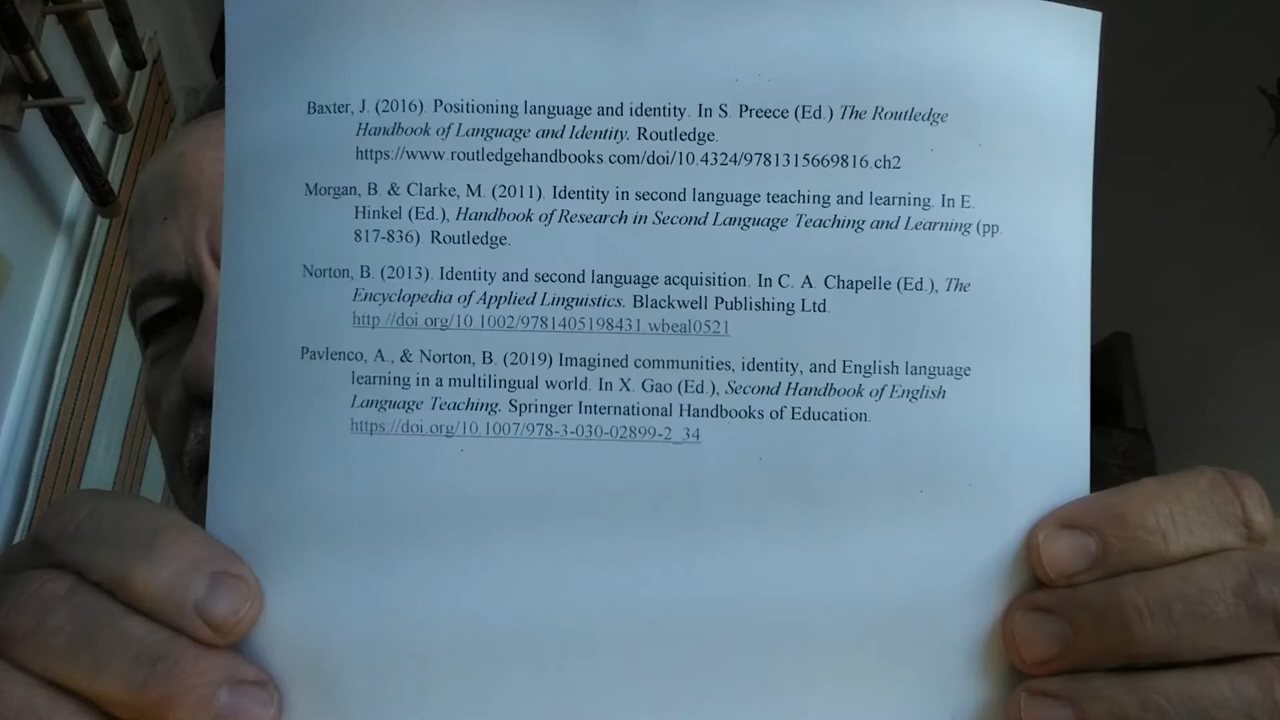 Baxter, J. (2016). Positioning language and identity. In S. Preece (Ed.) The Routledge
Handbook of Language and Identity. Routledge.
https://www.routledgehandbooks.com/doi/10.4324/9781315669816.ch2
Morgan, B. & Clarke, M. (2011). Identity in second language teaching and learning. In E.
Hinkel (Ed.), Handbook of Research in Second Language Teaching and Learning (pp.
817-836). Routledge.
Norton, B. (2013). Identity and second language acquisition. In C. A. Chapelle (Ed.), The
Encyclopedia of Applied Linguistics. Blackwell Publishing Ltd.
http://doi.org/10.1002/9781405198431.wbeal0521
Pavlenco, A., & Norton, B. (2019) Imagined communities, identity, and English language
learning in a multilingual world. In X. Gao (Ed.), Second Handbook of English
Language Teaching. Springer International Handbooks of Education.
https://doi.org/10.1007/978-3-030-02899-2_34